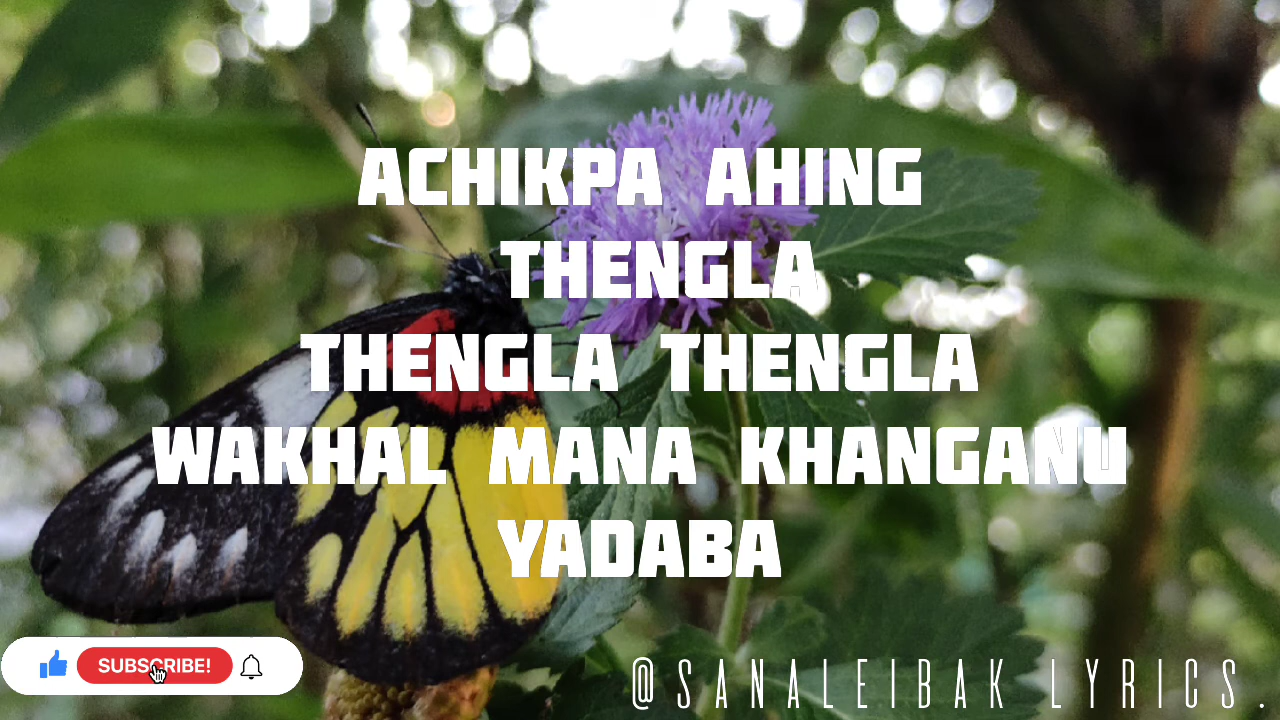 ACHIKPA AHING
THENGLA
THENGLA THENGLA
WAKHAL MANA KHANGANU
YADABA
SUBSCRIBE!
@SANALEIBAK LYRICS.